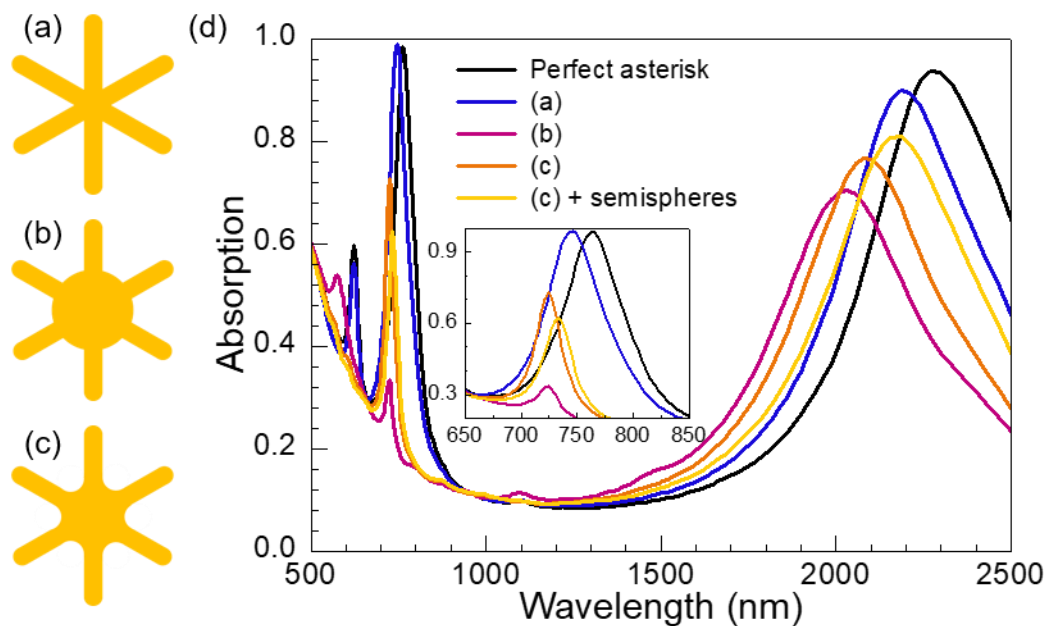 (a)
(b)
(c)
(d)
1.0
0.8
0.6
0.4
0.2
0.0
Absorption
500
1000
1500
2000
2500
Wavelength (nm)
Perfect asterisk
(a)
(b)
(c)
(c) + semispheres
0.9
0.6
0.3
650
700
750
800
850